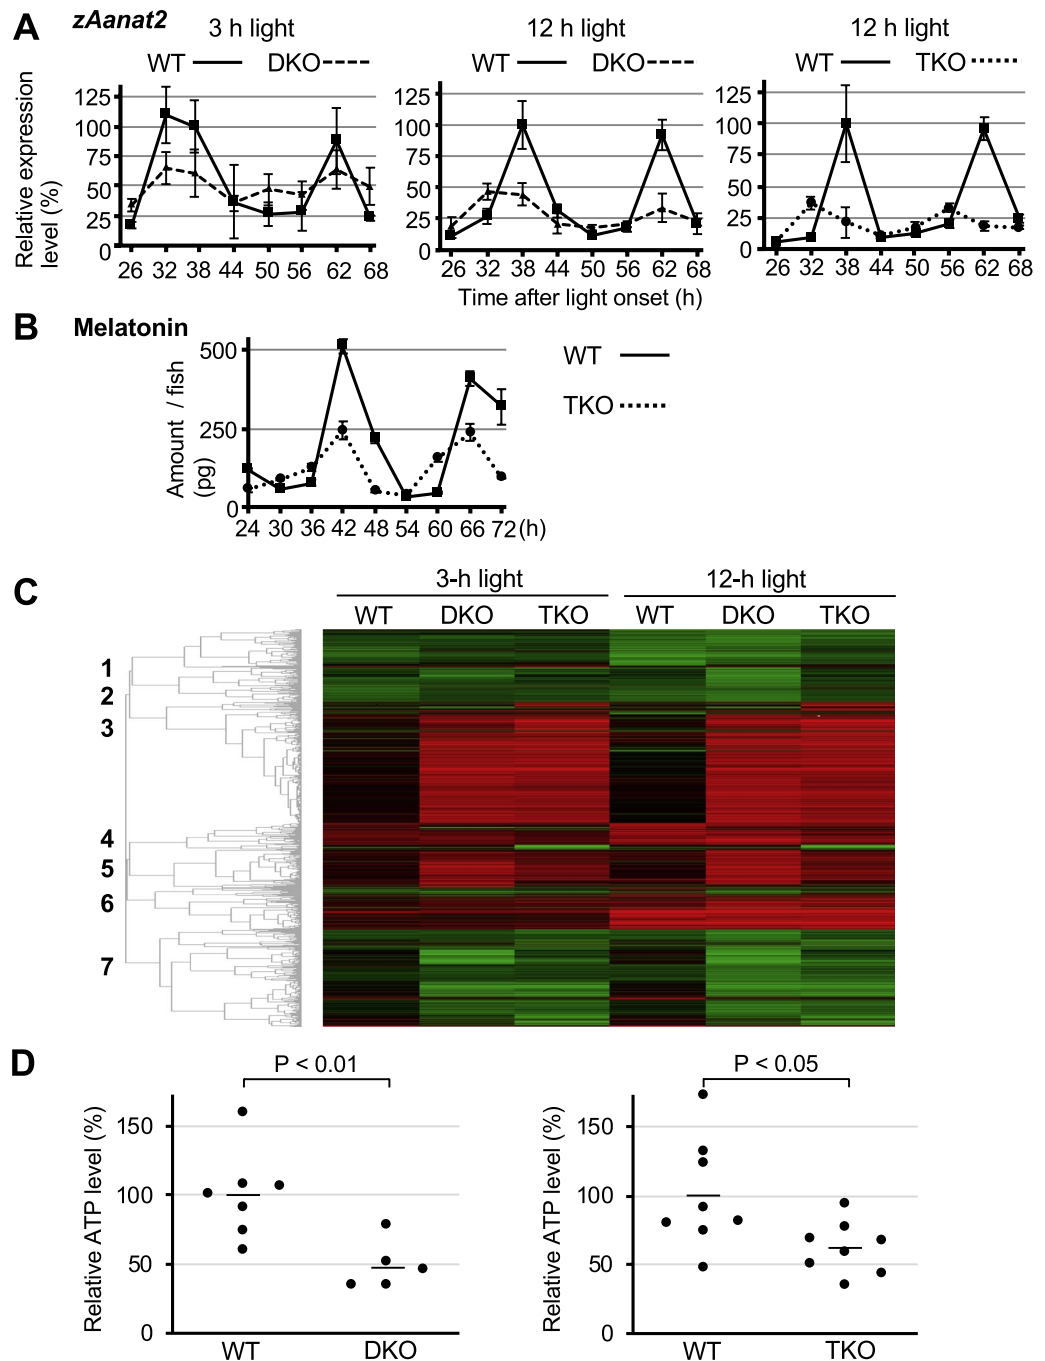 A zAanat2
3 h light 12 h light 12 h light
WT DKO WT DKO WT TKO
Relative expression
level (%)
125 125 125
100 100 100
75 75 75
50 50 50
25 25 25
0 0 0
26 32 38 44 50 56 62 68 26 32 38 44 50 56 62 68 26 32 38 44 50 56 62 68
Time after light onset (h)
B Melatonin
Amount / fish
(pg)
500
250
0
24 30 36 42 48 54 60 66 72 (h)
WT
TKO
C
3-h light 12-h light
WT DKO TKO WT DKO TKO
1
2
3
4
5
6
7
D
P < 0.01 P < 0.05
Relative ATP level (%) Relative ATP level (%)
150 150
100 100
50 50
0 0
WT DKO WT TKO